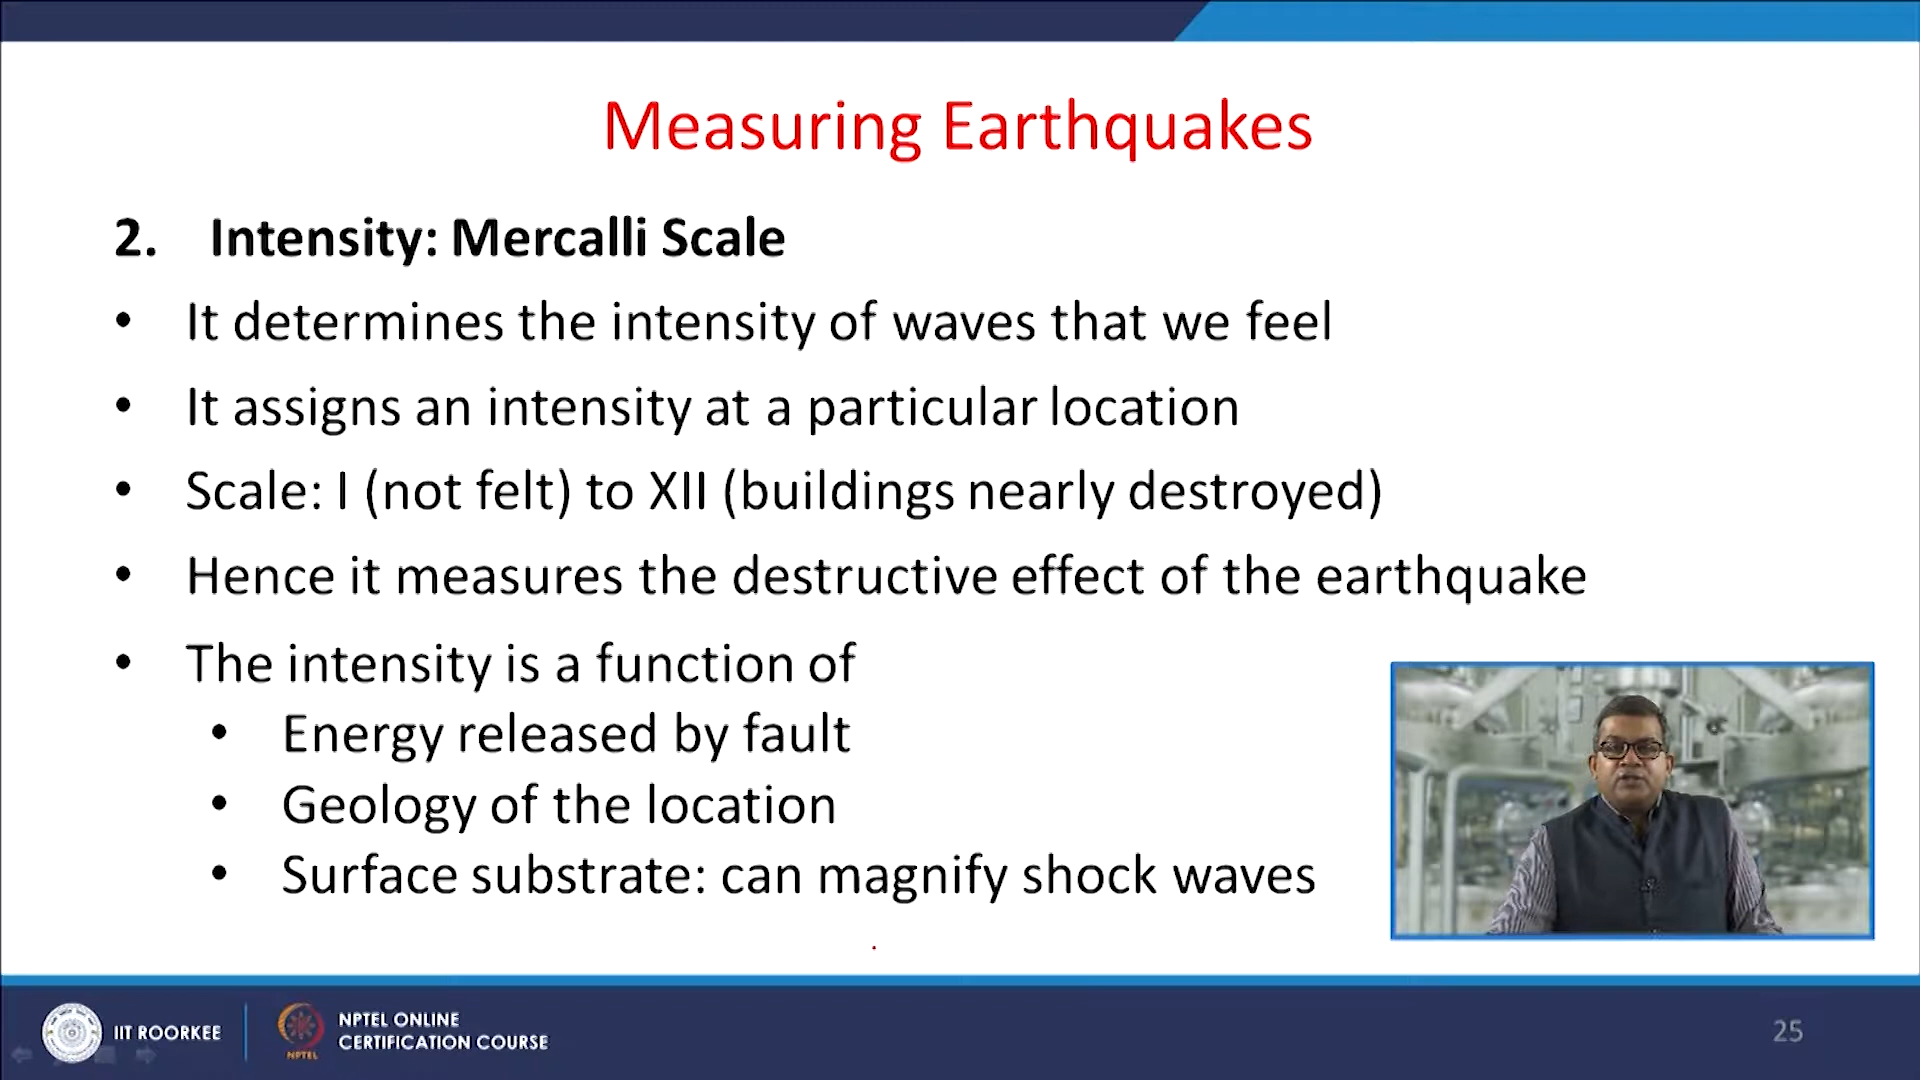 Measuring Earthquakes
2. Intensity: Mercalli Scale
• It determines the intensity of waves that we feel
• It assigns an intensity at a particular location
• Scale: I (not felt) to XII (buildings nearly destroyed)
• Hence it measures the destructive effect of the earthquake
• The intensity is a function of
• Energy released by fault
• Geology of the location
• Surface substrate: can magnify shock waves
IIT ROORKEE
NPTEL
NPTEL ONLINE
CERTIFICATION COURSE
25